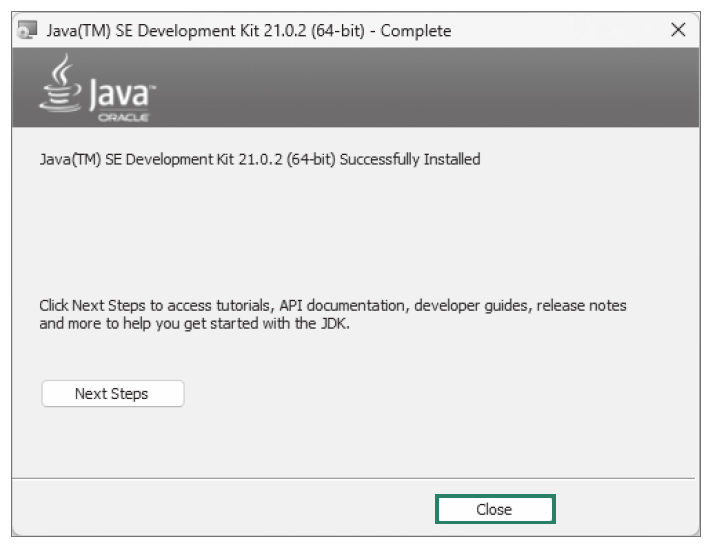 Java(TM) SE Development Kit 21.0.2 (64-bit) - Complete
Java™
ORACLE
Java(TM) SE Development Kit 21.0.2 (64-bit) Successfully Installed
Click Next Steps to access tutorials, API documentation, developer guides, release notes
and more to help you get started with the JDK.
Next Steps
Close